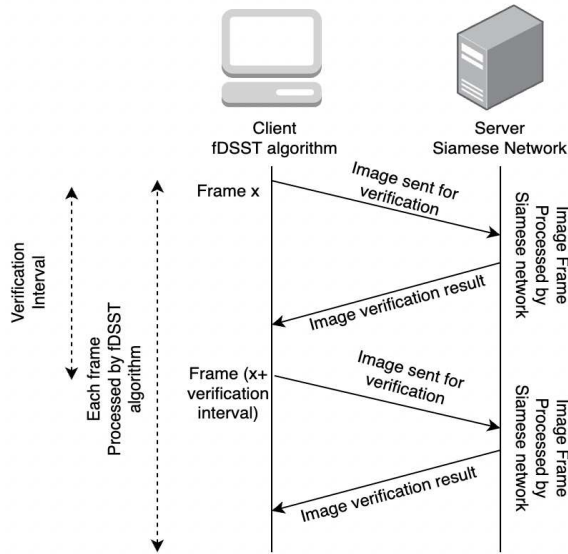 Client
fDSST algorithm
Server
Siamese Network
Frame x
Image sent for
verification
Image Frame
Processed by
Siamese network
Verification
Interval
Image verification result
Each frame
Processed by fDSST
algorithm
Frame (x+
verification
interval)
Image sent for
verification
Image Frame
Processed by
Siamese network
Image verification result